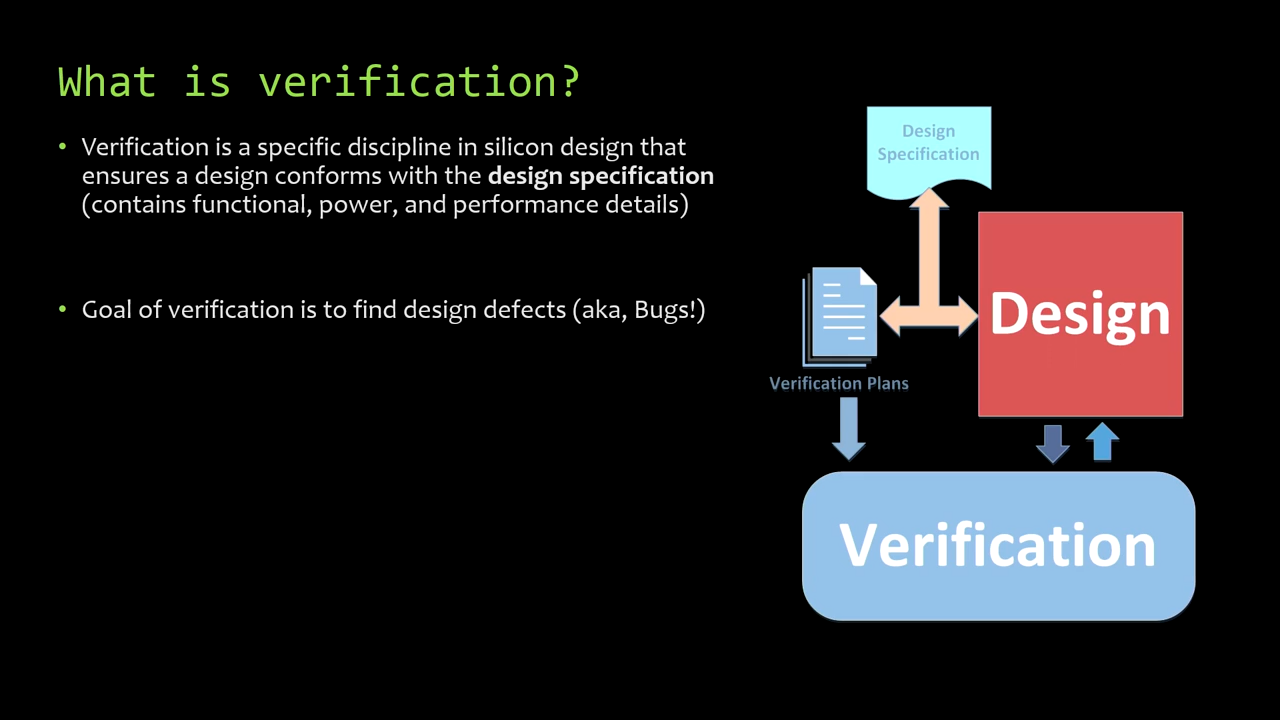 What is verification?
• Verification is a specific discipline in silicon design that
ensures a design conforms with the design specification
(contains functional, power, and performance details)
• Goal of verification is to find design defects (aka, Bugs!)
Design
Specification
Design
Verification Plans
Verification